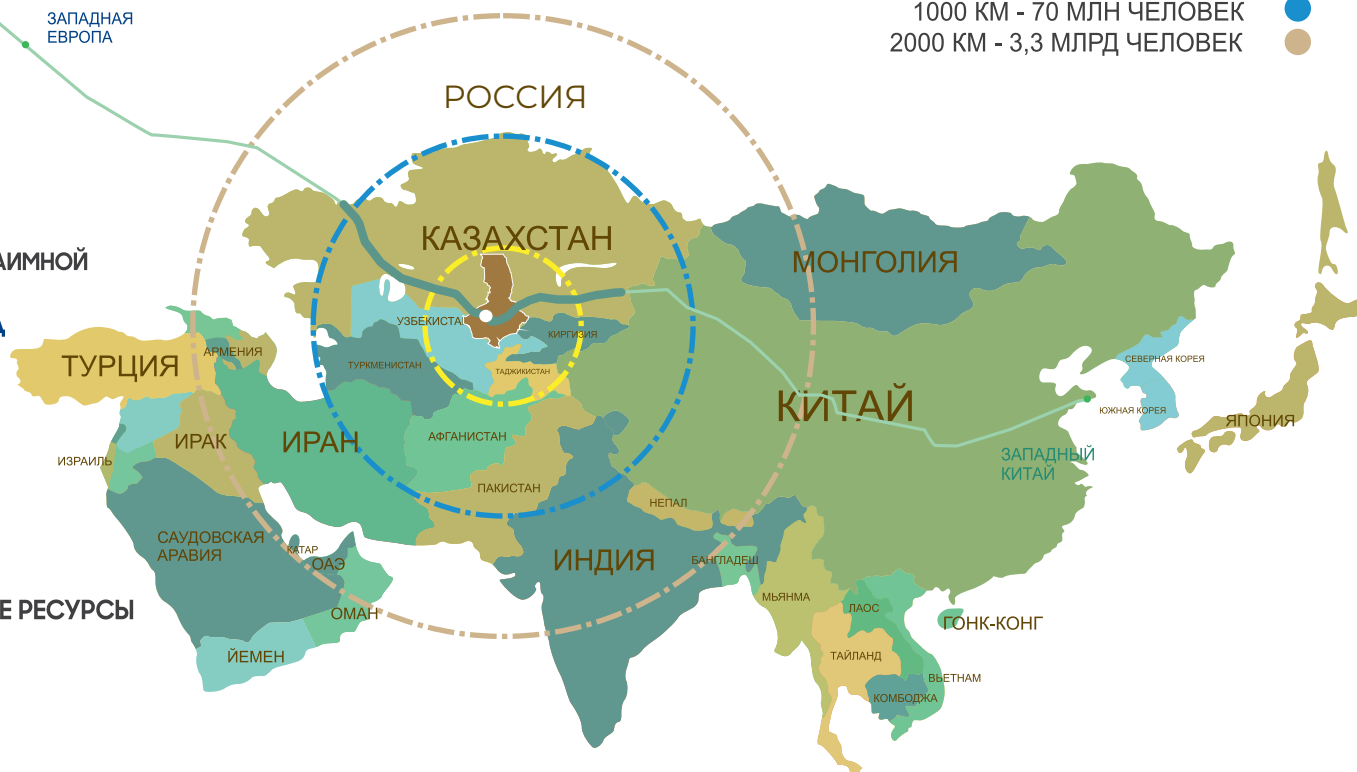 ЗАПАДНАЯ
ЕВРОПА
1000 КМ - 70 МЛН ЧЕЛОВЕК
2000 КМ - 3,3 МЛРД ЧЕЛОВЕК
РОССИЯ
КАЗАХСТАН
МОНГОЛИЯ
АИМНОЙ
УЗБЕКИСТАН
КИРГИЗИЯ
ТУРЦИЯ
АРМЕНИЯ
ТУРКМЕНИСТАН
ТАДЖИКИСТАН
СЕВЕРНАЯ КОРЕЯ
КИТАЙ
ЮЖНАЯ КОРЕЯ
ЯПОНИЯ
ИРАК
ИРАН
АФГАНИСТАН
ИЗРАИЛЬ
ЗАПАДНЫЙ
КИТАЙ
ПАКИСТАН
НЕПАЛ
САУДОВСКАЯ
АРАВИЯ
КАТАР
ОАЭ
ИНДИЯ
БАНГЛАДЕШ
МЬЯНМА
ЛАОС
Е РЕСУРСЫ
ОМАН
ГОНК-КОНГ
ЙЕМЕН
ТАЙЛАНД
ВЬЕТНАМ
КОМБОДЖА